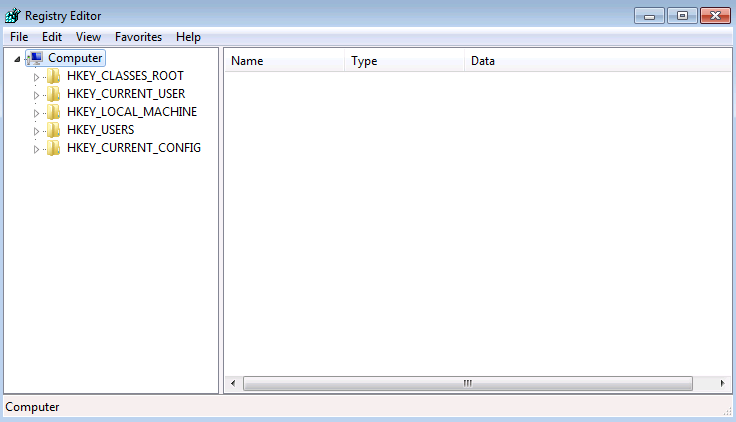 Registry Editor
File Edit View Favorites Help
Computer
HKEY_CLASSES_ROOT
HKEY_CURRENT_USER
HKEY_LOCAL_MACHINE
HKEY_USERS
HKEY_CURRENT_CONFIG
Name Type Data
Computer